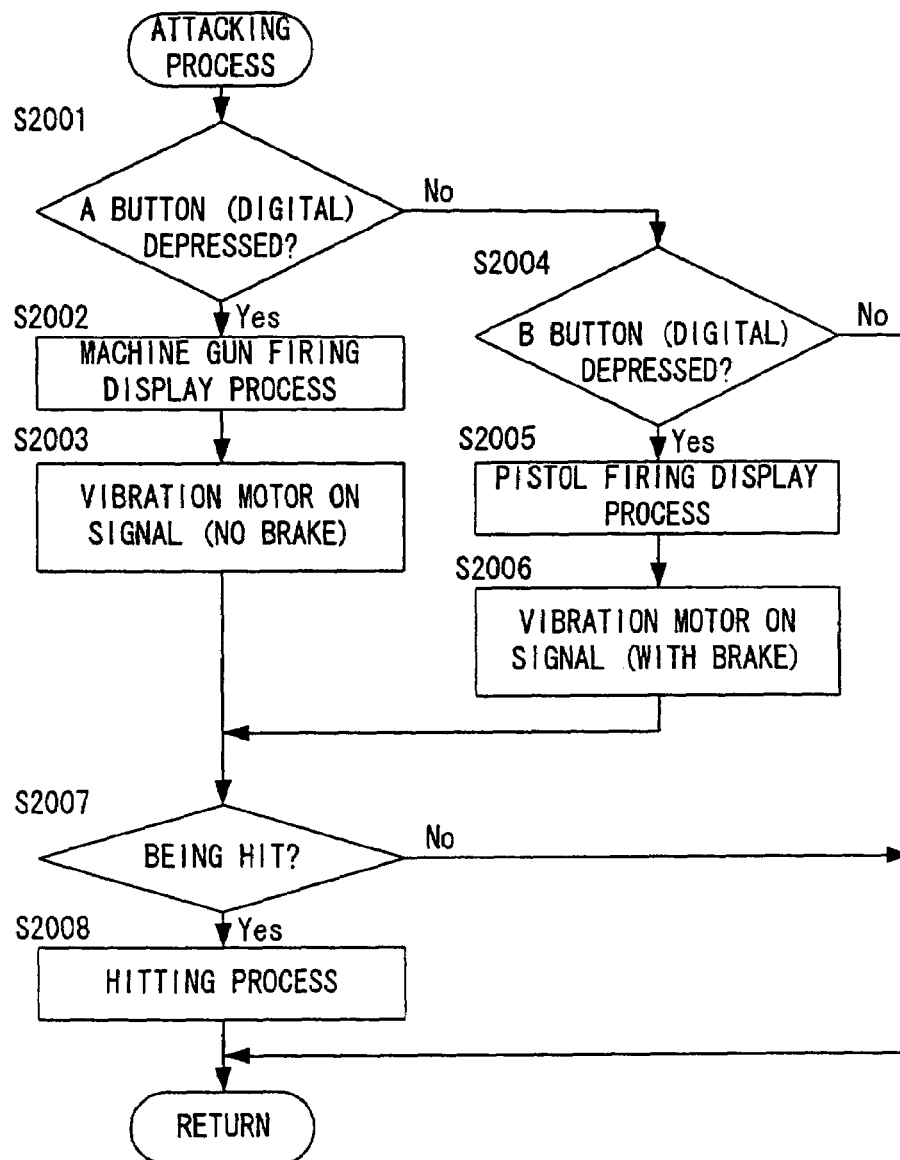 ATTACKING
PROCESS
S2001
A BUTTON (DIGITAL)
DEPRESSED?
No
Yes
S2002
MACHINE GUN FIRING
DISPLAY PROCESS
S2003
VIBRATION MOTOR ON
SIGNAL (NO BRAKE)
S2004
B BUTTON (DIGITAL)
DEPRESSED?
No
Yes
S2005
PISTOL FIRING DISPLAY
PROCESS
S2006
VIBRATION MOTOR ON
SIGNAL (WITH BRAKE)
S2007
BEING HIT?
No
Yes
S2008
HITTING PROCESS
RETURN